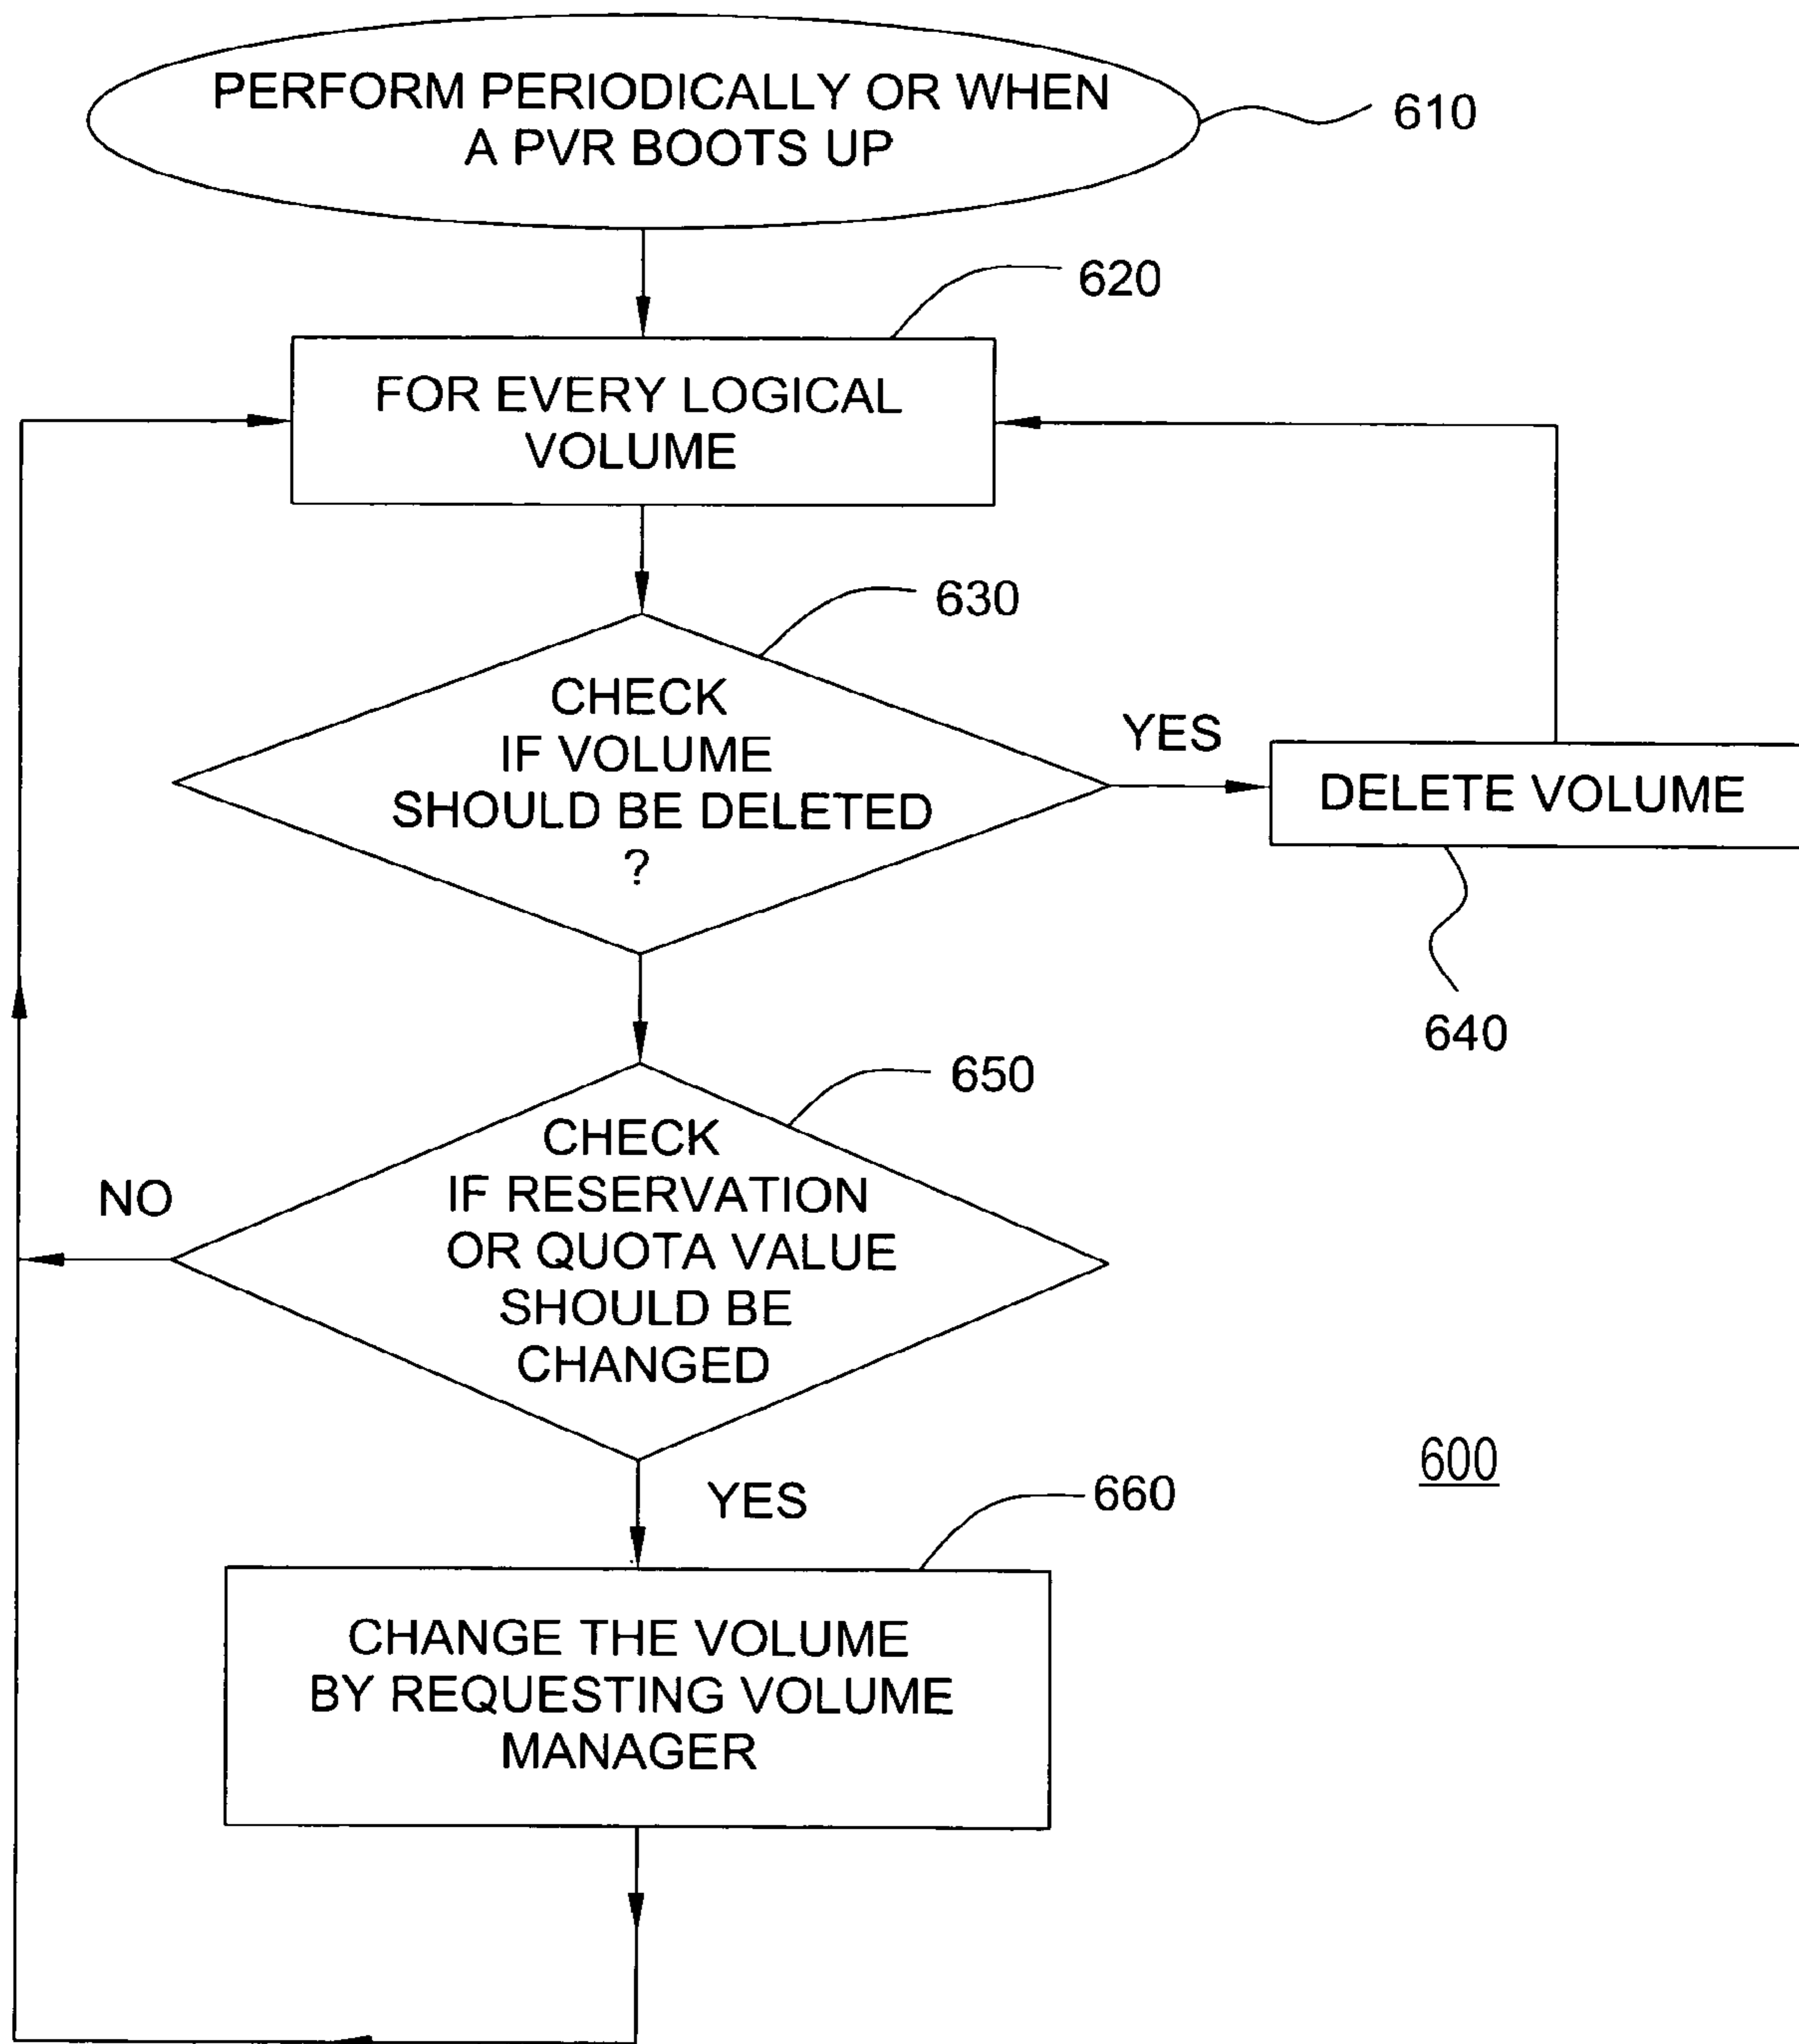 PERFORM PERIODICALLY OR WHEN
A PVR BOOTS UP
610
620
FOR EVERY LOGICAL
VOLUME
630
CHECK
IF VOLUME
SHOULD BE DELETED
?
YES
DELETE VOLUME
640
650
CHECK
IF RESERVATION
OR QUOTA VALUE
SHOULD BE
CHANGED
NO
600
YES
660
CHANGE THE VOLUME
BY REQUESTING VOLUME
MANAGER